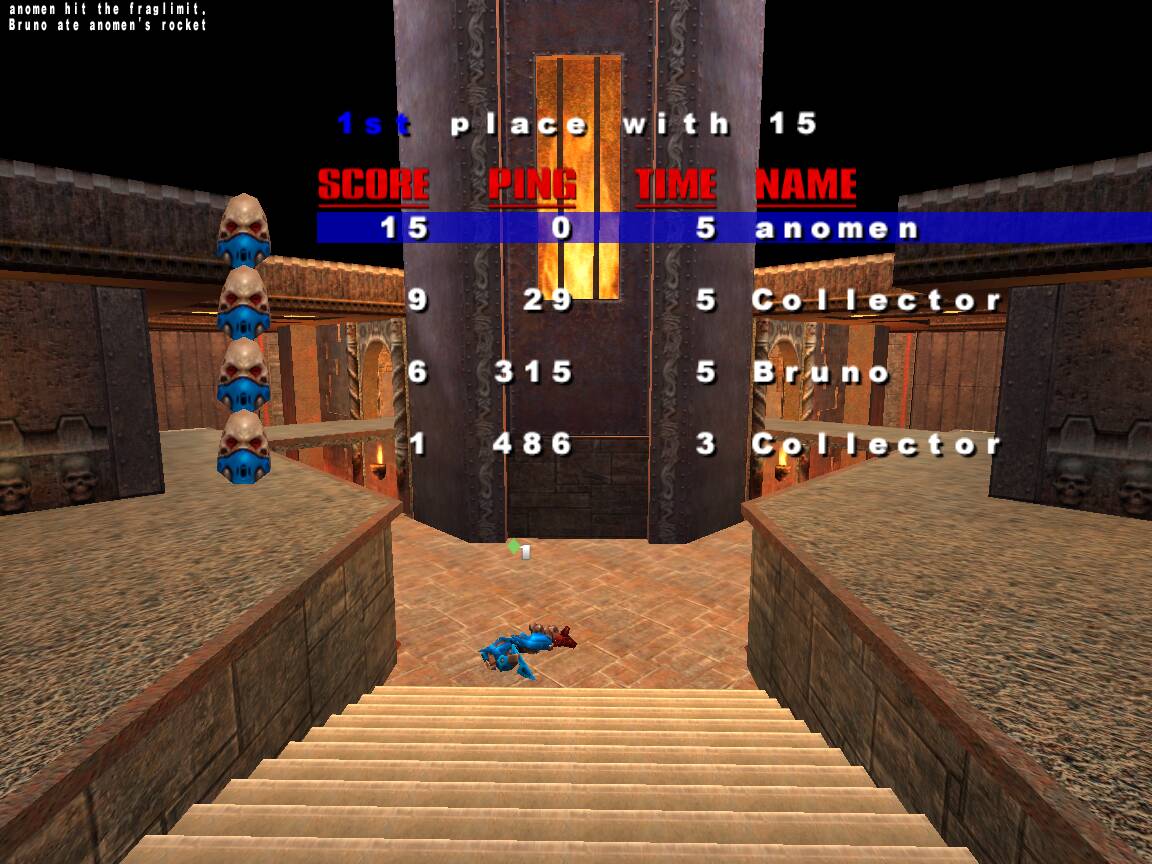 anomen hit the fraglimit.
Bruno ate anomen's rocket
1st place with 15
SCORE PING TIME NAME
15 0 5 anomen
9 29 5 Collector
6 315 5 Bruno
1 486 3 Collector